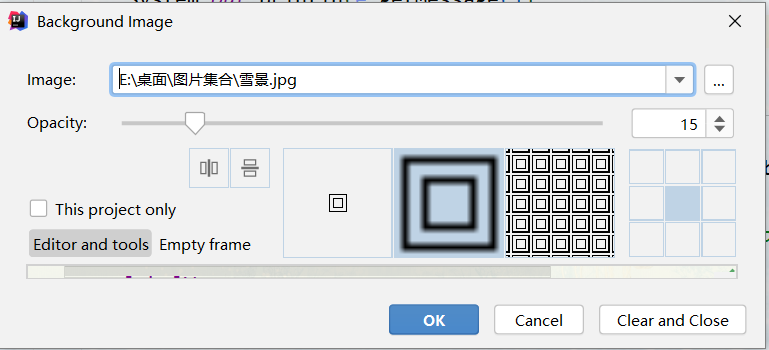 Background Image
Image:
E:\桌面\图片集合\雪景.jpg
...
Opacity:
15
This project only
Editor and tools
Empty frame
OK
Cancel
Clear and Close